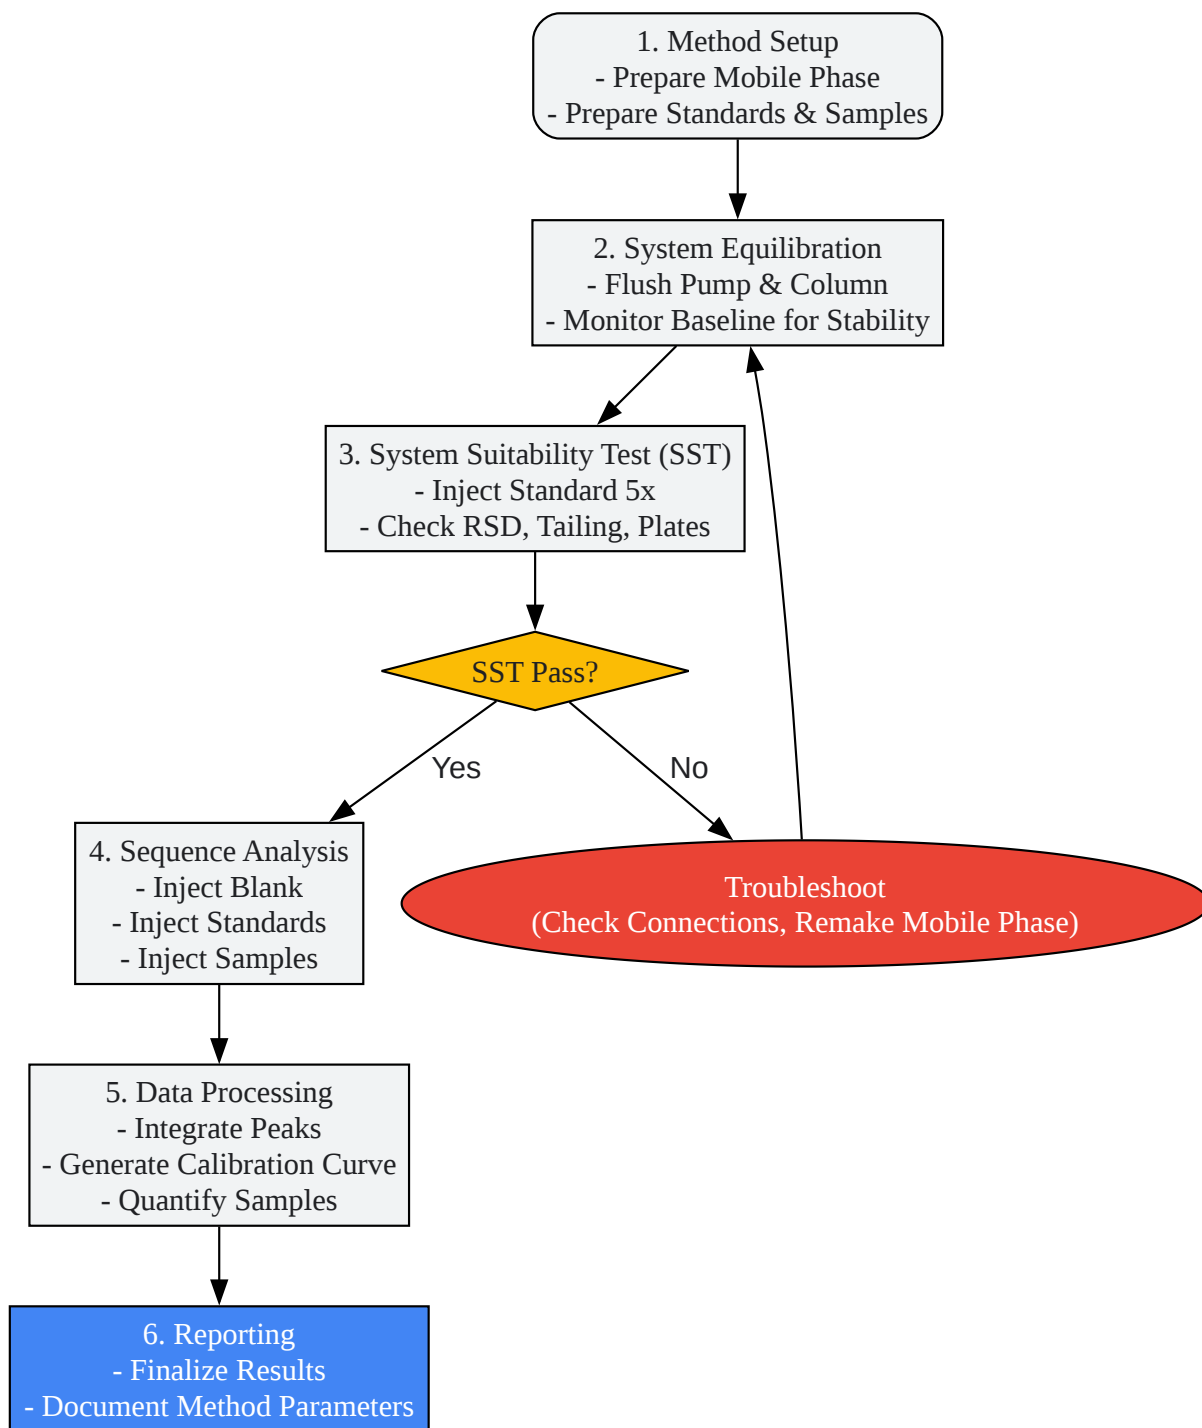 1. Method Setup
- Prepare Mobile Phase
- Prepare Standards & Samples
2. System Equilibration
- Flush Pump & Column
- Monitor Baseline for Stability
3. System Suitability Test (SST)
- Inject Standard 5x
- Check RSD, Tailing, Plates
SST Pass?
Yes
No
4. Sequence Analysis
- Inject Blank
- Inject Standards
- Inject Samples
Troubleshoot
(Check Connections, Remake Mobile Phase)
5. Data Processing
- Integrate Peaks
- Generate Calibration Curve
- Quantify Samples
6. Reporting
- Finalize Results
- Document Method Parameters